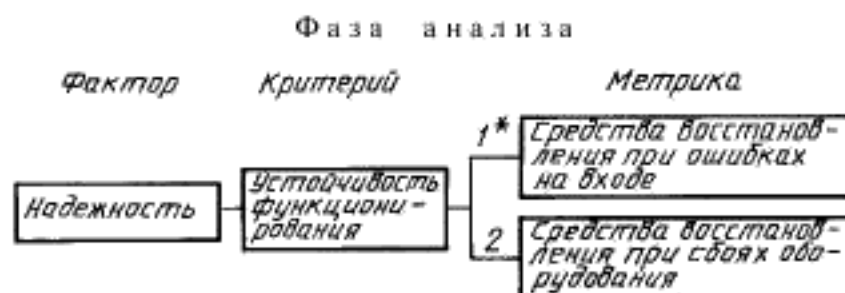 Фаза анализа
Фактор Критерий Метрика
1* Средства восстанов-
ления при ошибках
на входе
Надежность
Устойчивость
функциони-
рования
2 Средства восстанов-
ления при сбоях обо-
рудования